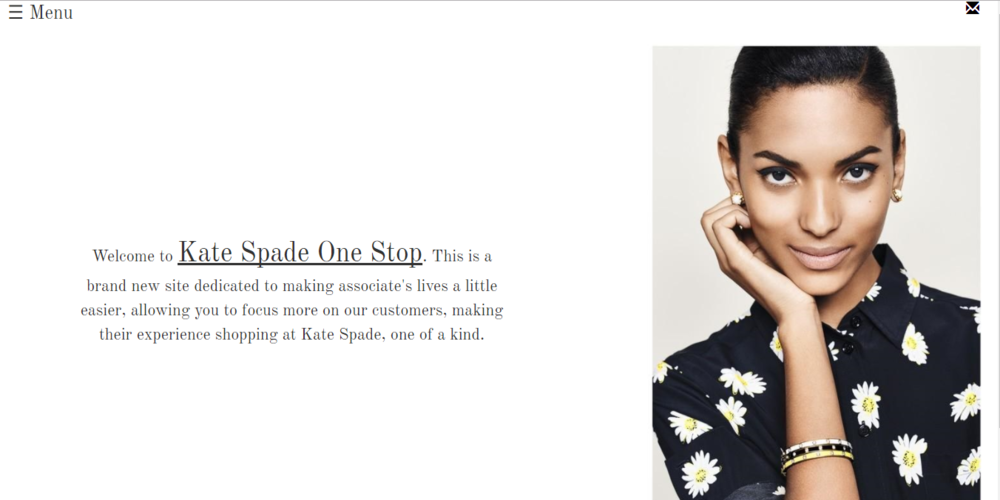 ☰ Menu
Welcome to Kate Spade One Stop. This is a
brand new site dedicated to making associate's lives a little
easier, allowing you to focus more on our customers, making
their experience shopping at Kate Spade, one of a kind.